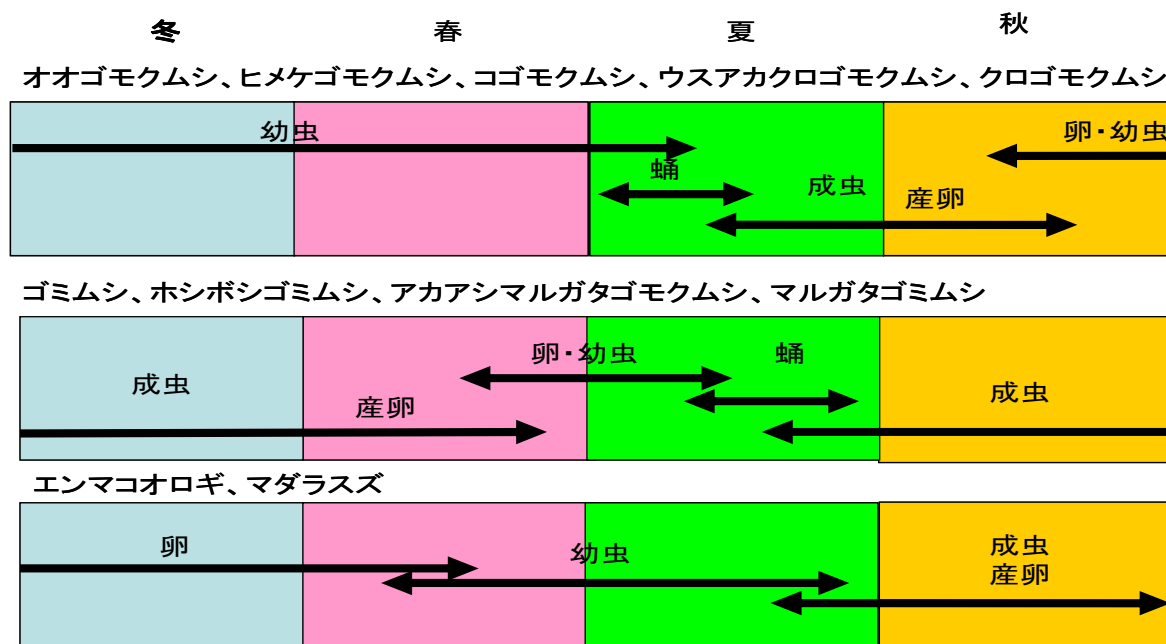 冬 春 夏 秋
オオゴモクムシ、ヒメケゴモクムシ、コゴモクムシ、ウスアカクロゴモクムシ、クロゴモクムシ
幼虫 卵・幼虫
蛹 成虫
産卵
ゴミムシ、ホシボシゴミムシ、アカアシマルガタゴモクムシ、マルガタゴミムシ
卵・幼虫 蛹
成虫 成虫
産卵
エンマコオロギ、マダラスズ
卵 幼虫 成虫
産卵